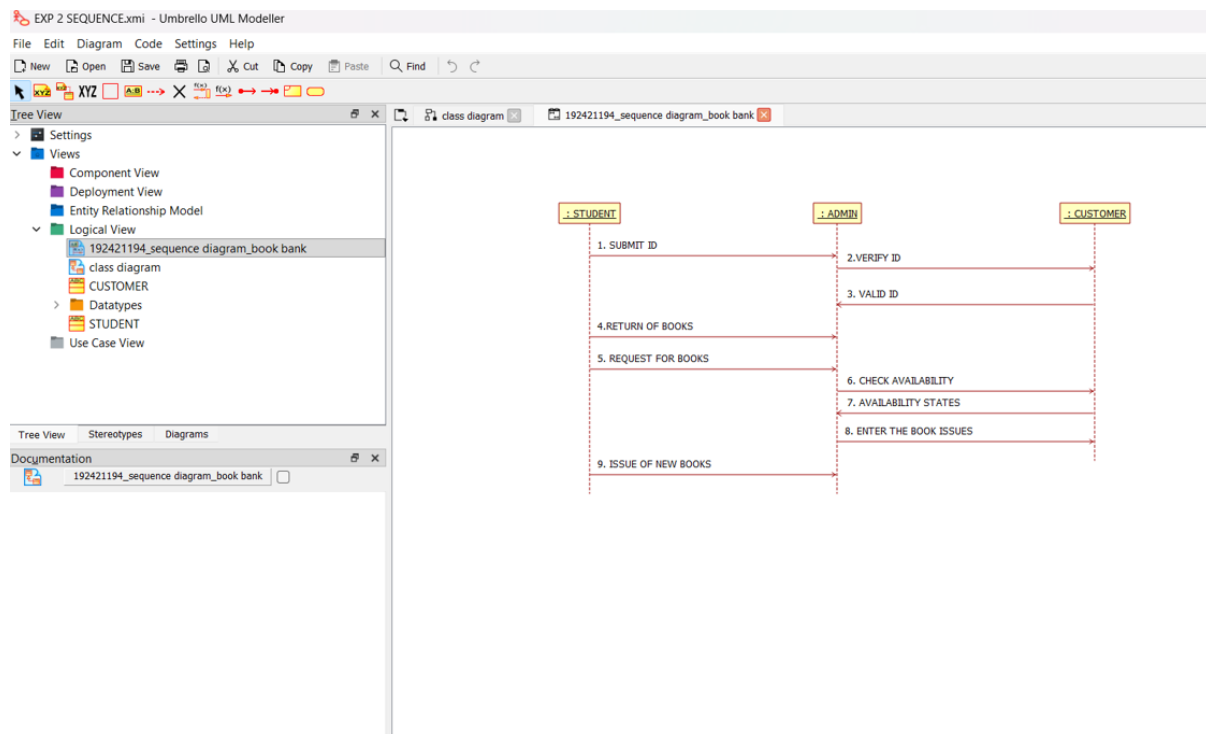 EXP 2 SEQUENCE.xmi - Umbrello UML Modeller
File Edit Diagram Code Settings Help
New Open Save Cut Copy Paste Find
XYZ XYZ A:B f(x) f(x)
Tree View
class diagram
192421194_sequence diagram_book bank
Settings
Views
Component View
Deployment View
Entity Relationship Model
Logical View
192421194_sequence diagram_book bank
class diagram
CUSTOMER
Datatypes
STUDENT
Use Case View
Tree View Stereotypes Diagrams
Documentation
192421194_sequence diagram_book bank
: STUDENT
: ADMIN
: CUSTOMER
1. SUBMIT ID
2.VERIFY ID
3. VALID ID
4.RETURN OF BOOKS
5. REQUEST FOR BOOKS
6. CHECK AVAILABILITY
7. AVAILABILITY STATES
8. ENTER THE BOOK ISSUES
9. ISSUE OF NEW BOOKS